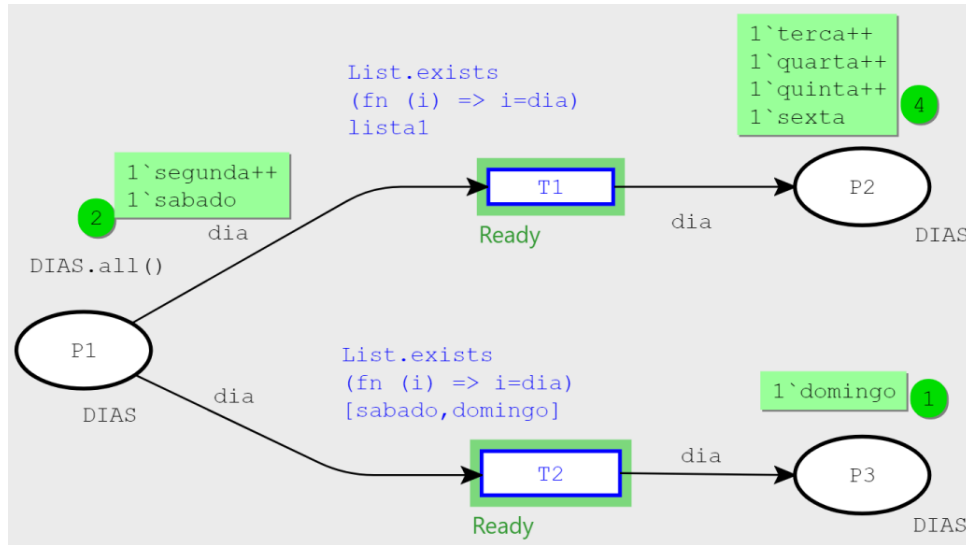 List.exists
(fn (i) => i=dia)
lista1
1`terca++
1`quarta++
1`quinta++
1`sexta
4
1`segunda++
1`sabado
2
dia
T1
Ready
dia
P2
DIAS
DIAS.all()
P1
DIAS
dia
List.exists
(fn (i) => i=dia)
[sabado,domingo]
T2
Ready
dia
1`domingo
1
P3
DIAS